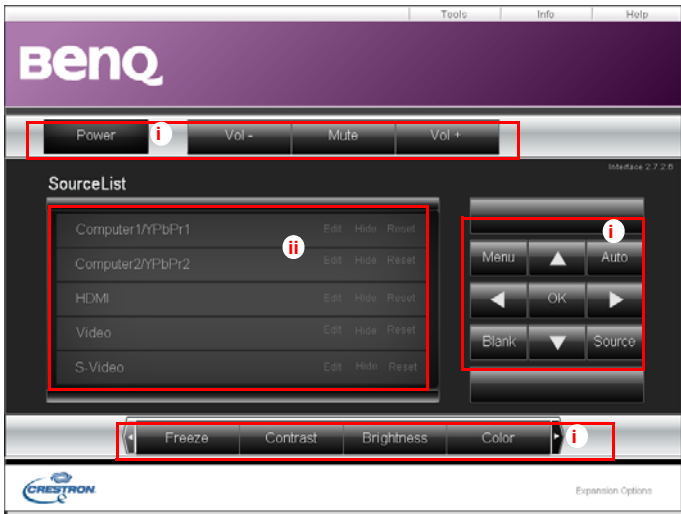 Tools Info Help
BenQ
Power i Vol - Mute Vol +
Interface 2.7.2.6
SourceList
Computer1/YPbPr1 Edit Hide Reset
ii
i
Computer2/YPbPr2 Edit Hide Reset
Menu Auto
HDMI Edit Hide Reset
OK
Video Edit Hide Reset
Blank Source
S-Video Edit Hide Reset
Freeze Contrast Brightness Color i
CRESTRON
Expansion Options